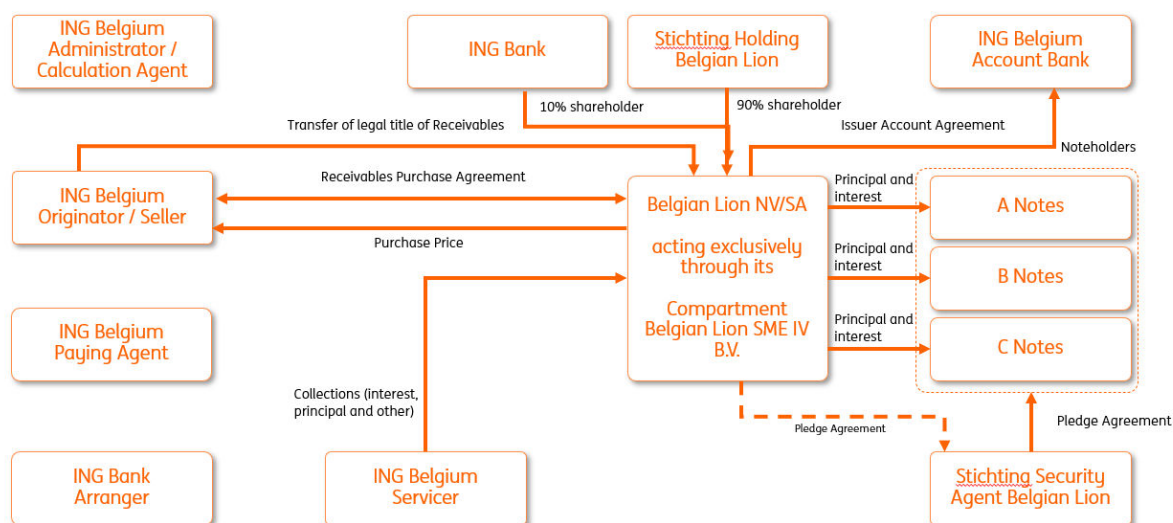 ING Belgium
Administrator /
Calculation Agent
ING Bank
Stichting Holding
Belgian Lion
ING Belgium
Account Bank
10% shareholder
90% shareholder
Transfer of legal title of Receivables
Issuer Account Agreement
Noteholders
ING Belgium
Originator / Seller
Receivables Purchase Agreement
Purchase Price
Belgian Lion NV/SA
acting exclusively
through its
Compartment
Belgian Lion SME IV
B.V.
Principal and
interest
A Notes
Principal and
interest
B Notes
Principal and
interest
C Notes
ING Belgium
Paying Agent
Collections (interest,
principal and other)
Pledge Agreement
Pledge Agreement
ING Bank
Arranger
ING Belgium
Servicer
Stichting Security
Agent Belgian Lion